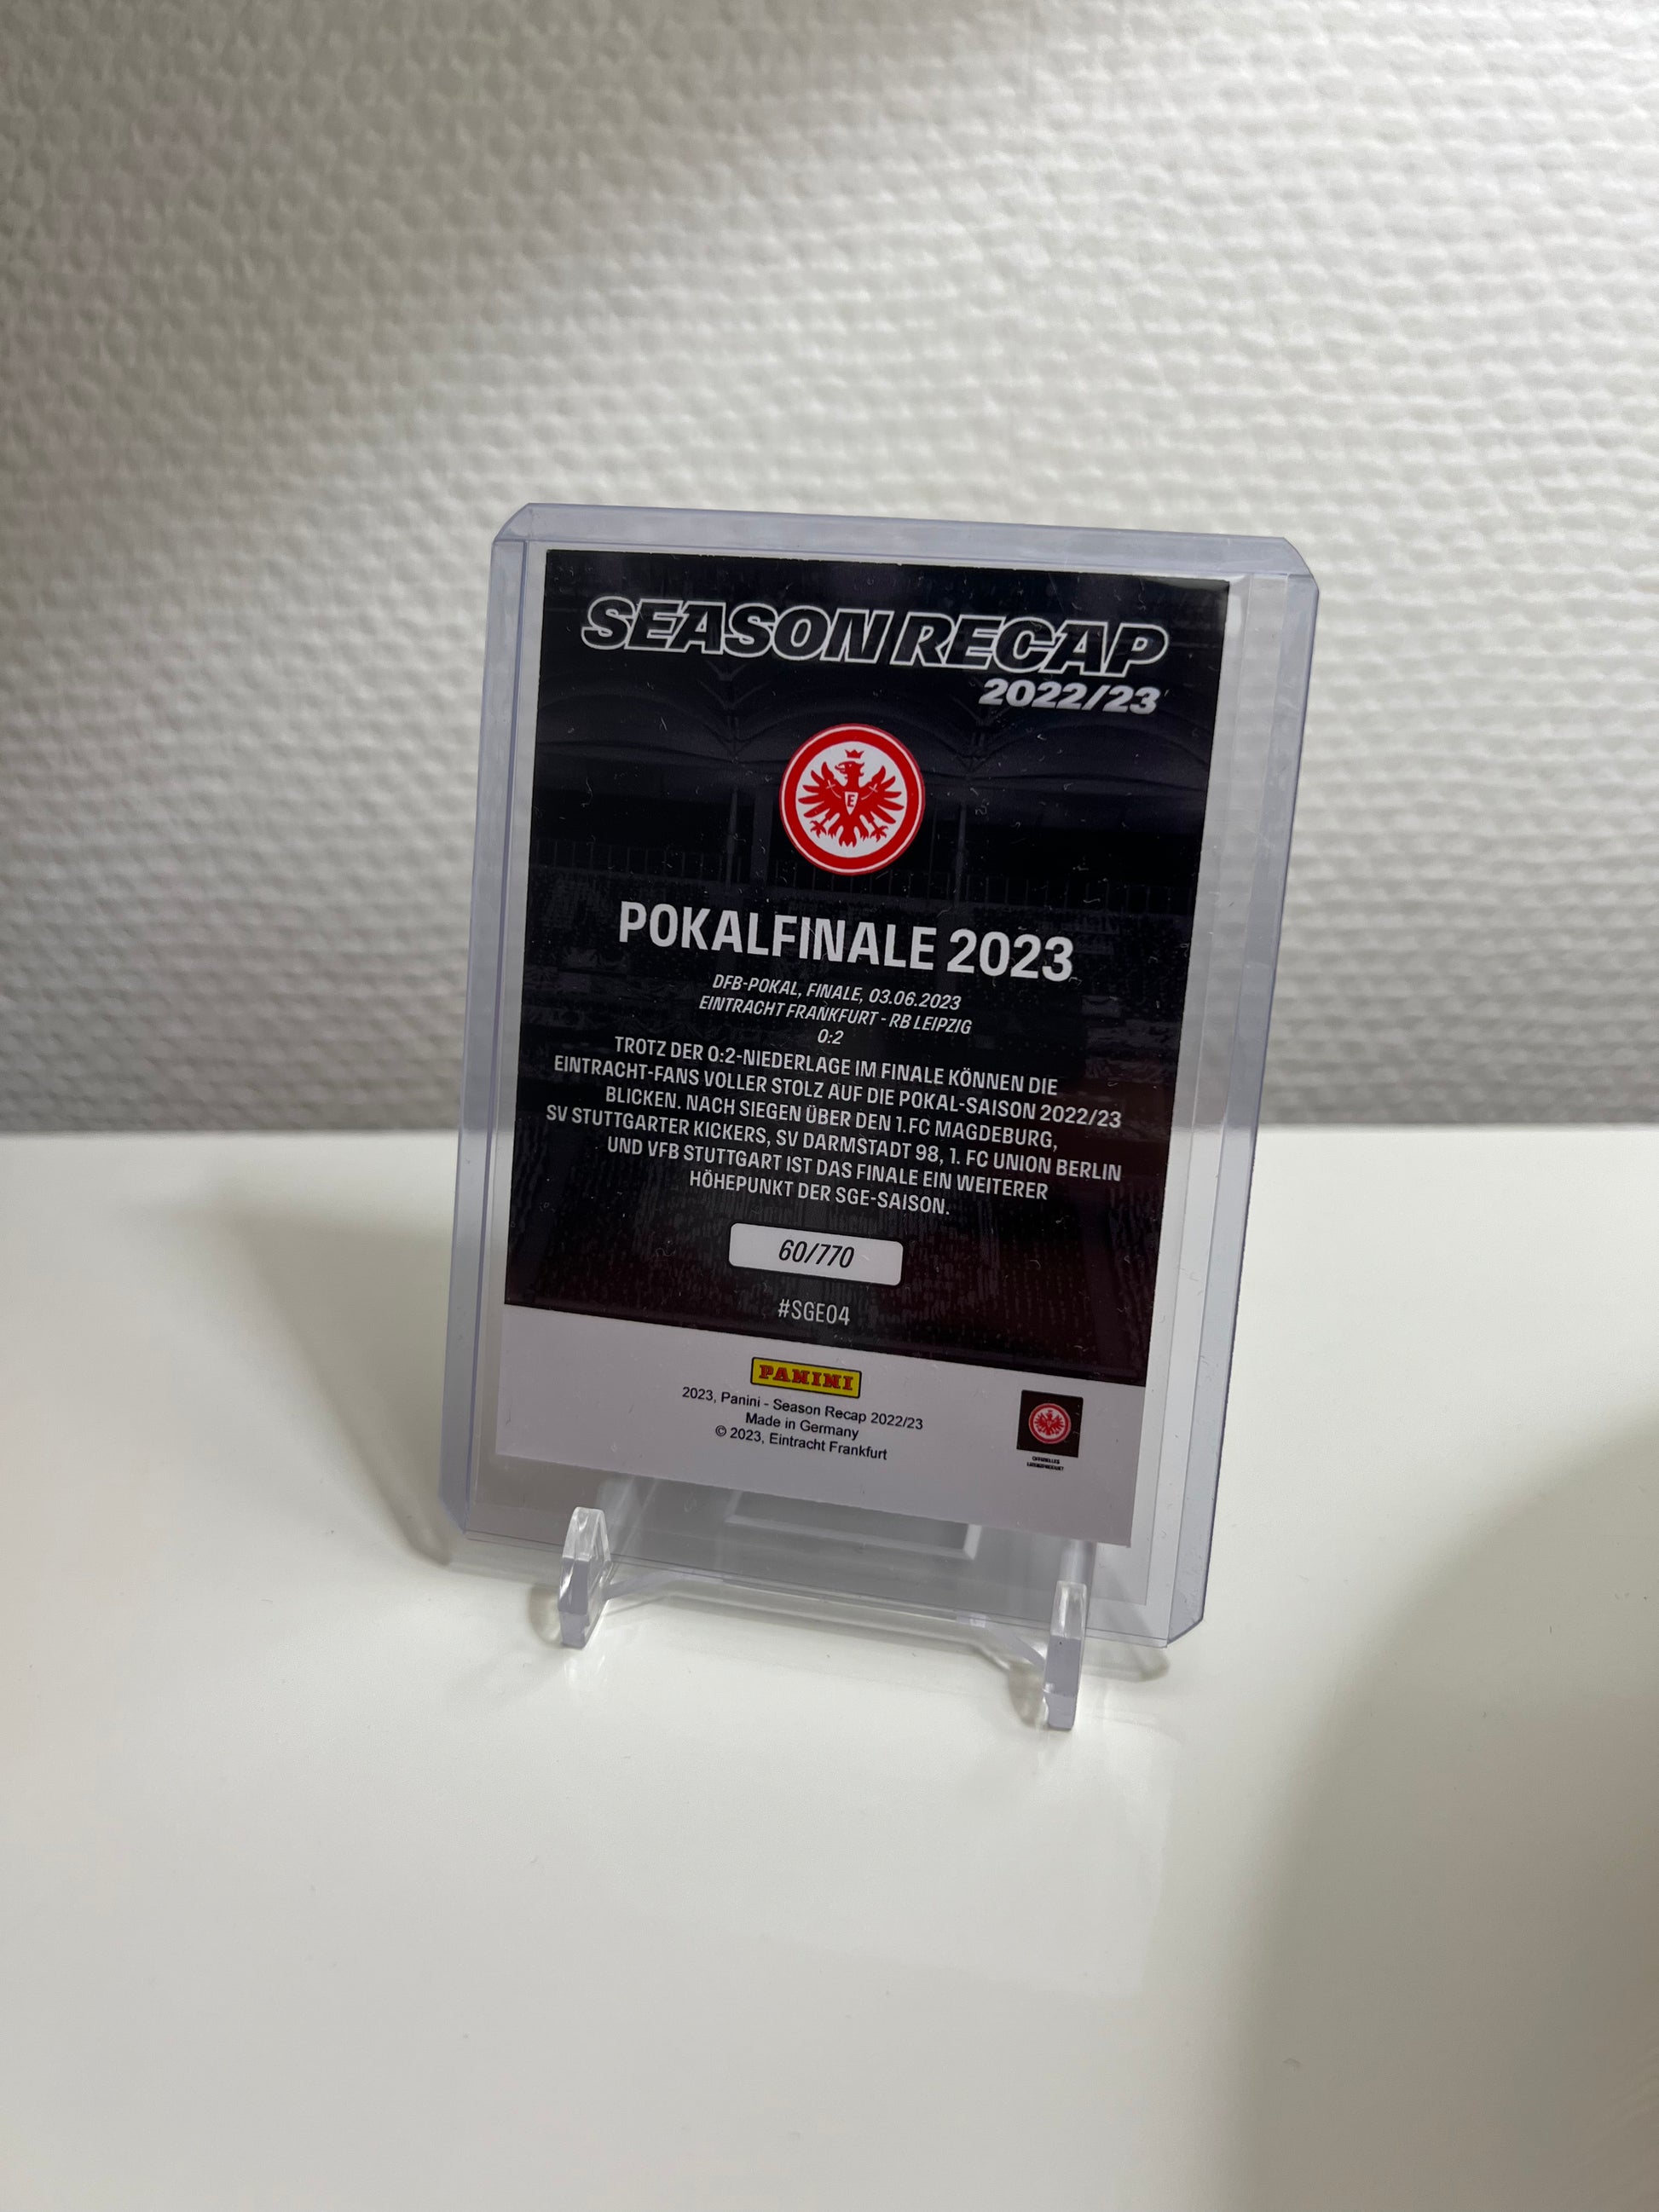 SEASON RECAP
2022/23
E
POKALFINALE 2023
DFB-POKAL, FINALE, 03.06.2023
EINTRACHT FRANKFURT - RB LEIPZIG
0:2
TROTZ DER 0:2-NIEDERLAGE IM FINALE KÖNNEN DIE
EINTRACHT-FANS VOLLER STOLZ AUF DIE POKAL-SAISON 2022/23
BLICKEN. NACH SIEGEN ÜBER DEN 1.FC MAGDEBURG,
SV STUTTGARTER KICKERS, SV DARMSTADT 98, 1. FC UNION BERLIN
UND VFB STUTTGART IST DAS FINALE EIN WEITERER
HÖHEPUNKT DER SGE-SAISON.
60/770
#SGE04
PANINI
2023, Panini - Season Recap 2022/23
Made in Germany
© 2023, Eintracht Frankfurt
OFFIZIELLES
LIZENZPRODUKT